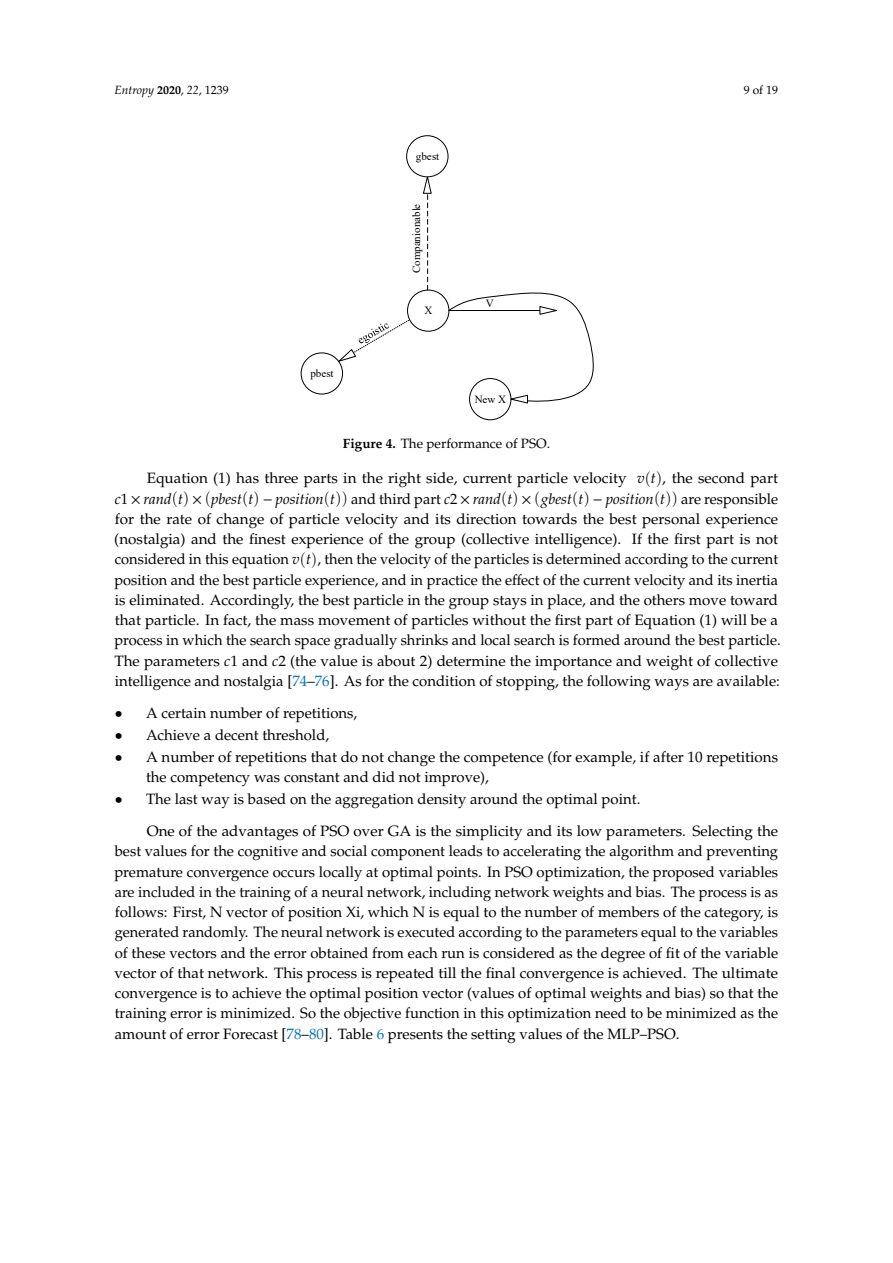 Entropy 2020, 22, 1239
9 of 19
gbest
Companionable
X
V
egoistic
pbest
New X
Figure 4. The performance of PSO.
Equation (1) has three parts in the right side, current particle velocity v(t), the second part
c1 × rand(t) × (pbest(t) − position(t)) and third part c2 × rand(t) × (gbest(t) − position(t)) are responsible
for the rate of change of particle velocity and its direction towards the best personal experience
(nostalgia) and the finest experience of the group (collective intelligence). If the first part is not
considered in this equation v(t), then the velocity of the particles is determined according to the current
position and the best particle experience, and in practice the effect of the current velocity and its inertia
is eliminated. Accordingly, the best particle in the group stays in place, and the others move toward
that particle. In fact, the mass movement of particles without the first part of Equation (1) will be a
process in which the search space gradually shrinks and local search is formed around the best particle.
The parameters c1 and c2 (the value is about 2) determine the importance and weight of collective
intelligence and nostalgia [74–76]. As for the condition of stopping, the following ways are available:
• A certain number of repetitions,
• Achieve a decent threshold,
• A number of repetitions that do not change the competence (for example, if after 10 repetitions
the competency was constant and did not improve),
• The last way is based on the aggregation density around the optimal point.
One of the advantages of PSO over GA is the simplicity and its low parameters. Selecting the
best values for the cognitive and social component leads to accelerating the algorithm and preventing
premature convergence occurs locally at optimal points. In PSO optimization, the proposed variables
are included in the training of a neural network, including network weights and bias. The process is as
follows: First, N vector of position Xi, which N is equal to the number of members of the category, is
generated randomly. The neural network is executed according to the parameters equal to the variables
of these vectors and the error obtained from each run is considered as the degree of fit of the variable
vector of that network. This process is repeated till the final convergence is achieved. The ultimate
convergence is to achieve the optimal position vector (values of optimal weights and bias) so that the
training error is minimized. So the objective function in this optimization need to be minimized as the
amount of error Forecast [78–80]. Table 6 presents the setting values of the MLP–PSO.